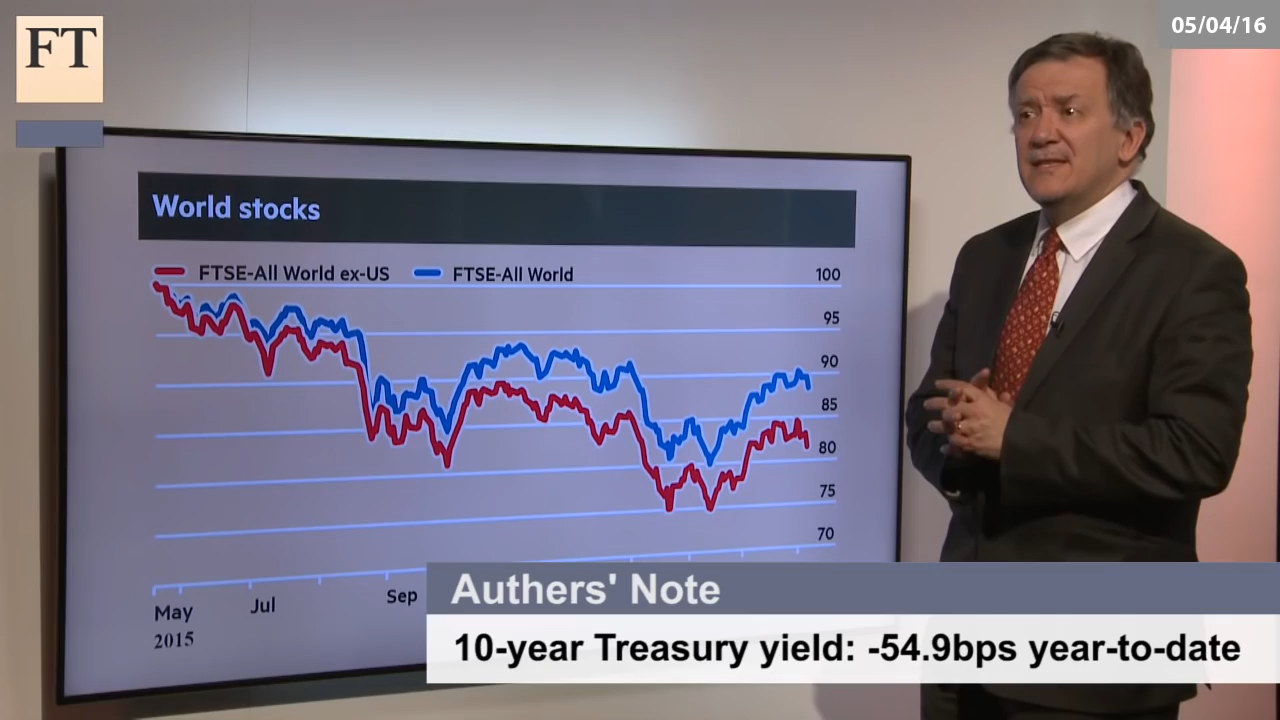 FT
05/04/16
World stocks
FTSE-All World ex-US FTSE-All World
100
95
90
85
80
75
70
May Jul Sep
2015
Authers' Note
10-year Treasury yield: -54.9bps year-to-date